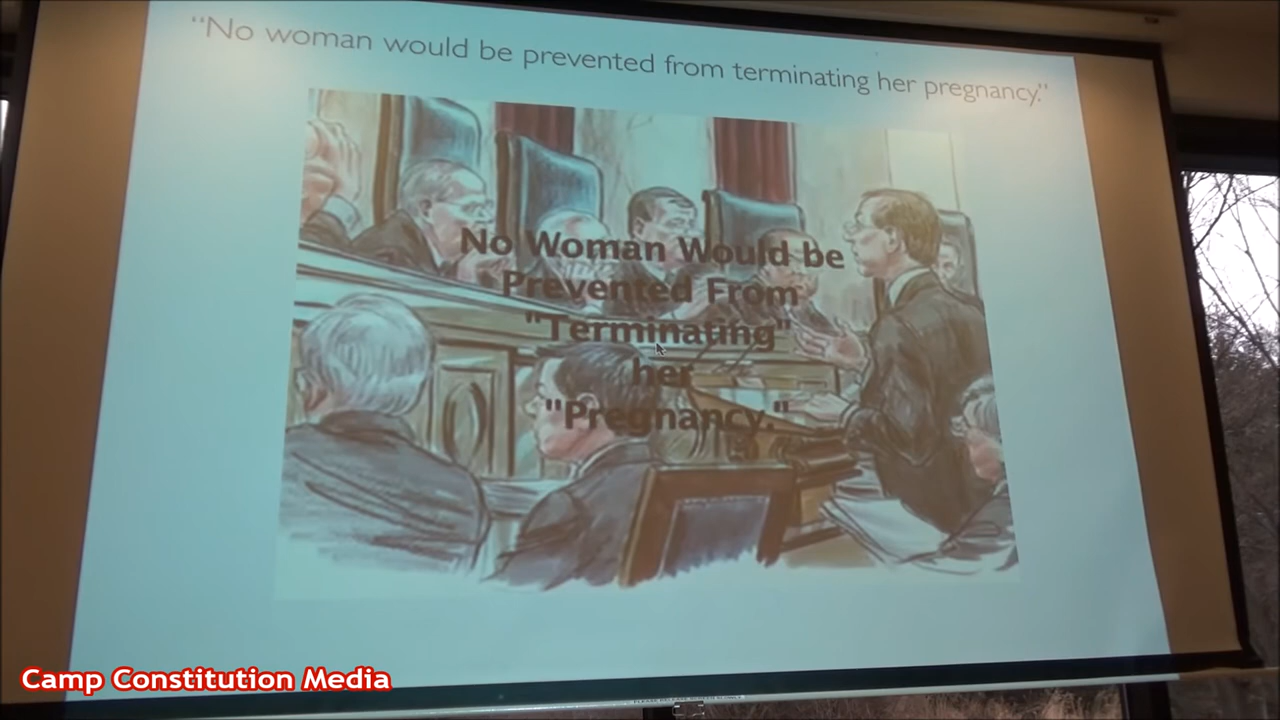 "No woman would be prevented from terminating her pregnancy."
No Woman Would be
Prevented From
"Terminating"
her
"Pregnancy."
Camp Constitution Media